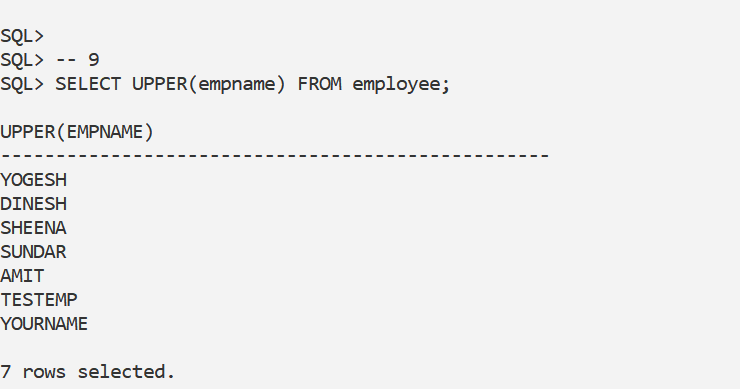 SQL>
SQL> -- 9
SQL> SELECT UPPER(empname) FROM employee;
UPPER(EMPNAME)
--------------------------------------------------
YOGESH
DINESH
SHEENA
SUNDAR
AMIT
TESTEMP
YOURNAME
7 rows selected.